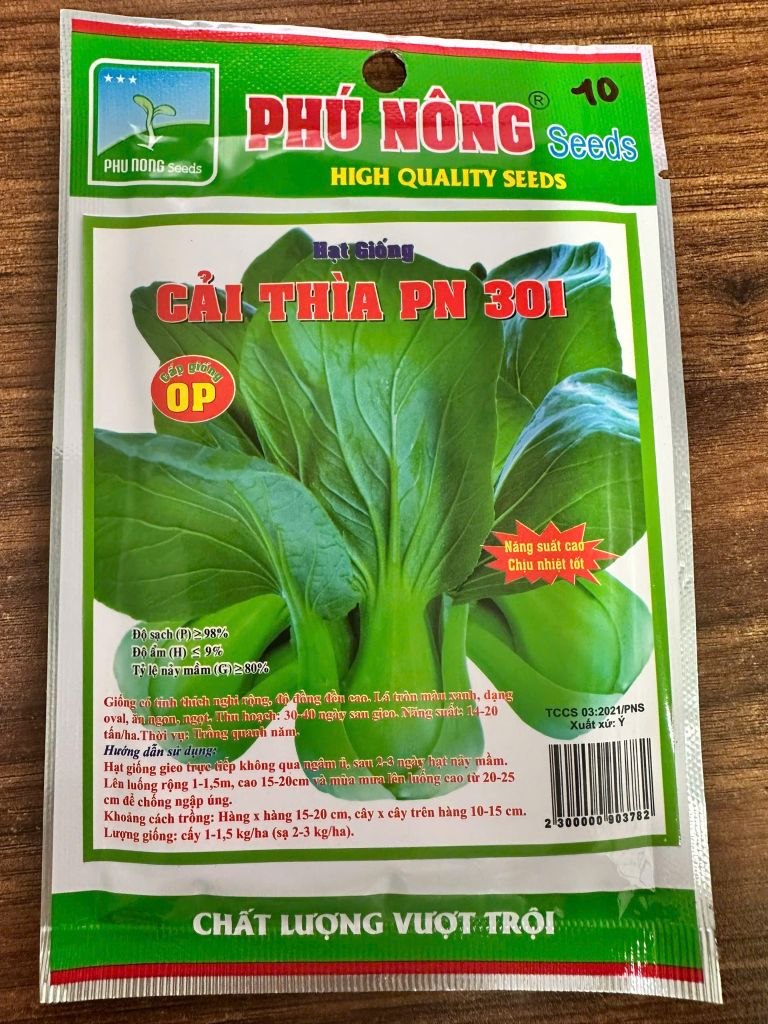 PHU NONG Seeds
PHÚ NÔNG® Seeds
10
HIGH QUALITY SEEDS
Hạt Giống
CẢI THÌA PN 301
Cấp giống
OP
Năng suất cao
Chịu nhiệt tốt
Độ sạch (P) ≥ 98%
Độ ẩm (H) ≤ 9%
Tỷ lệ nảy mầm (G) ≥ 80%
Giống có tính thích nghi rộng, độ đồng đều cao. Lá tròn màu xanh, dạng
oval, ăn ngon, ngọt. Thu hoạch: 30-40 ngày sau gieo. Năng suất: 14-20
tấn/ha.Thời vụ: Trồng quanh năm.
Hướng dẫn sử dụng:
Hạt giống gieo trực tiếp không qua ngâm ủ, sau 2-3 ngày hạt nảy mầm.
Lên luống rộng 1-1,5m, cao 15-20cm và mùa mưa lên luống cao từ 20-25
cm để chống ngập úng.
Khoảng cách trồng: Hàng x hàng 15-20 cm, cây x cây trên hàng 10-15 cm.
Lượng giống: cấy 1-1,5 kg/ha (sạ 2-3 kg/ha).
TCCS 03:2021/PNS
Xuất xứ: Ý
2 300000 903782
CHẤT LƯỢNG VƯỢT TRỘI